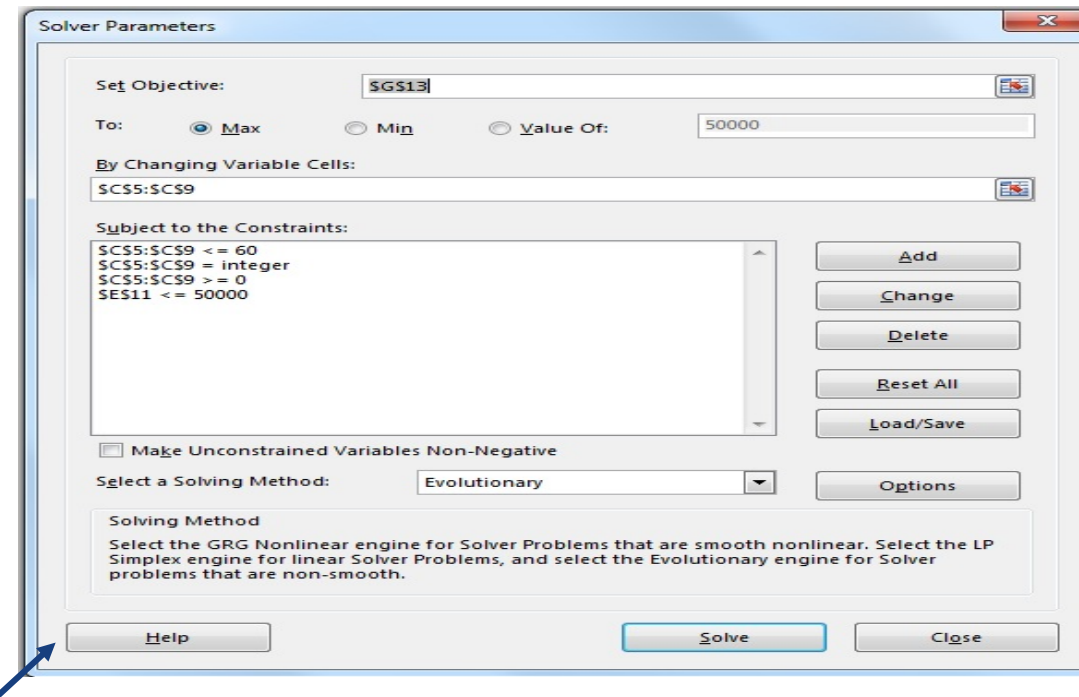 Solver Parameters
Set Objective:
$G$13
To:
Max
Min
Value Of:
50000
By Changing Variable Cells:
$C$5:$C$9
Subject to the Constraints:
$C$5:$C$9 <= 60
$C$5:$C$9 = integer
$C$5:$C$9 >= 0
$E$11 <= 50000
Add
Change
Delete
Reset All
Load/Save
Make Unconstrained Variables Non-Negative
Select a Solving Method:
Evolutionary
Options
Solving Method
Select the GRG Nonlinear engine for Solver Problems that are smooth nonlinear. Select the LP
Simplex engine for linear Solver Problems, and select the Evolutionary engine for Solver
problems that are non-smooth.
Help
Solve
Close